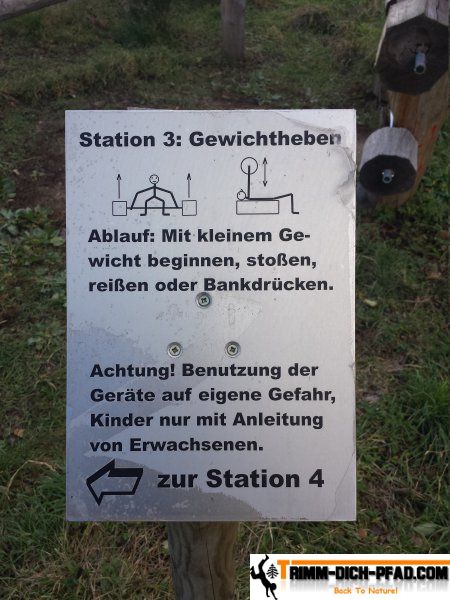 Station 3: Gewichtheben
Ablauf: Mit kleinem Ge-
wicht beginnen, stoßen,
reißen oder Bankdrücken.
Achtung! Benutzung der
Geräte auf eigene Gefahr,
Kinder nur mit Anleitung
von Erwachsenen.
zur Station 4
TRIMM-DICH-PFAD.COM
Back To Nature!